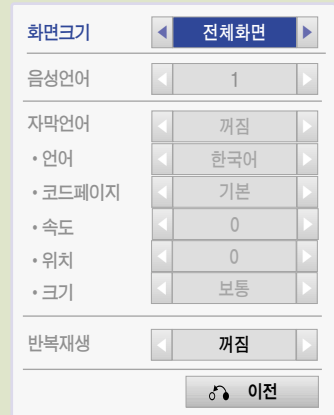 화면크기 전체화면
음성언어 1
자막언어 꺼짐
• 언어 한국어
• 코드페이지 기본
• 속도 0
• 위치 0
• 크기 보통
반복재생 꺼짐
이전